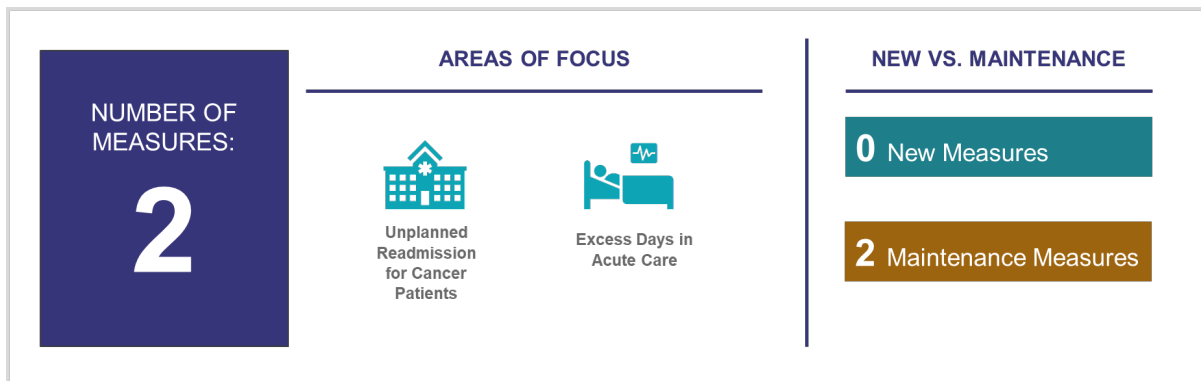 NUMBER OF
MEASURES:
2
AREAS OF FOCUS
Unplanned
Readmission
for Cancer
Patients
Excess Days in
Acute Care
NEW VS. MAINTENANCE
0 New Measures
2 Maintenance Measures